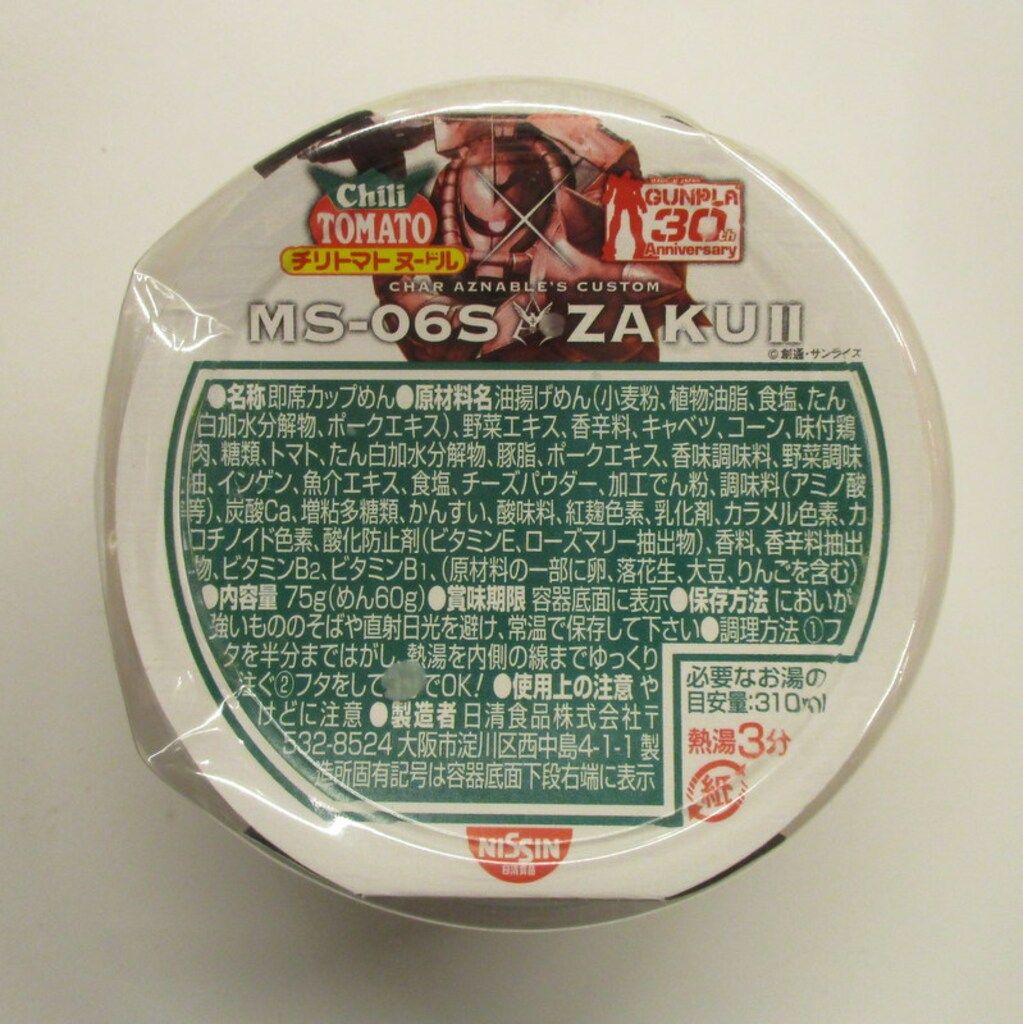 Chili
TOMATO
チリトマトヌードル
GUNPLA
30th
Anniversary
CHAR AZNABLE'S CUSTOM
MS-06S ZAKUII
©創通・サンライズ
●名称 即席カップめん●原材料名 油揚げめん(小麦粉、植物油脂、食塩、たん
白加水分解物、ポークエキス)、野菜エキス、香辛料、キャベツ、コーン、味付鶏
肉、糖類、トマト、たん白加水分解物、豚脂、ポークエキス、香味調味料、野菜調味
油、インゲン、魚介エキス、食塩、チーズパウダー、加工でん粉、調味料(アミノ酸
等)、炭酸Ca、増粘多糖類、かんすい、酸味料、紅麹色素、乳化剤、カラメル色素、カ
ロチノイド色素、酸化防止剤(ビタミンE、ローズマリー抽出物)、香料、香辛料抽出
物、ビタミンB2、ビタミンB1、(原材料の一部に卵、落花生、大豆、りんごを含む)
●内容量 75g(めん60g)●賞味期限 容器底面に表示●保存方法 においが
強いもののそばや直射日光を避け、常温で保存して下さい●調理方法 ①フ
タを半分まではがし、熱湯を内側の線までゆっくり
注ぐ②フタをして でOK! ●使用上の注意 や
けどに注意 ●製造者 日清食品株式会社〒
532-8524 大阪市淀川区西中島4-1-1 製
造所固有記号は容器底面下段右端に表示
必要なお湯の
目安量:310ml
熱湯3分
紙
NISSIN
日清食品